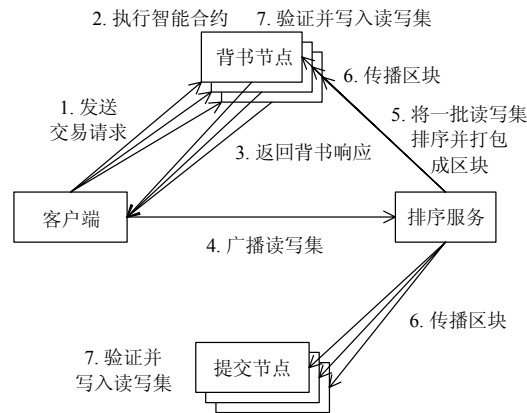 2. 执行智能合约
7. 验证并写入读写集
背书节点
6. 传播区块
1. 发送
交易请求
5. 将一批读写集
排序并打包
成区块
3. 返回背书响应
客户端
排序服务
4. 广播读写集
6. 传播区块
7. 验证并
写入读写集
提交节点